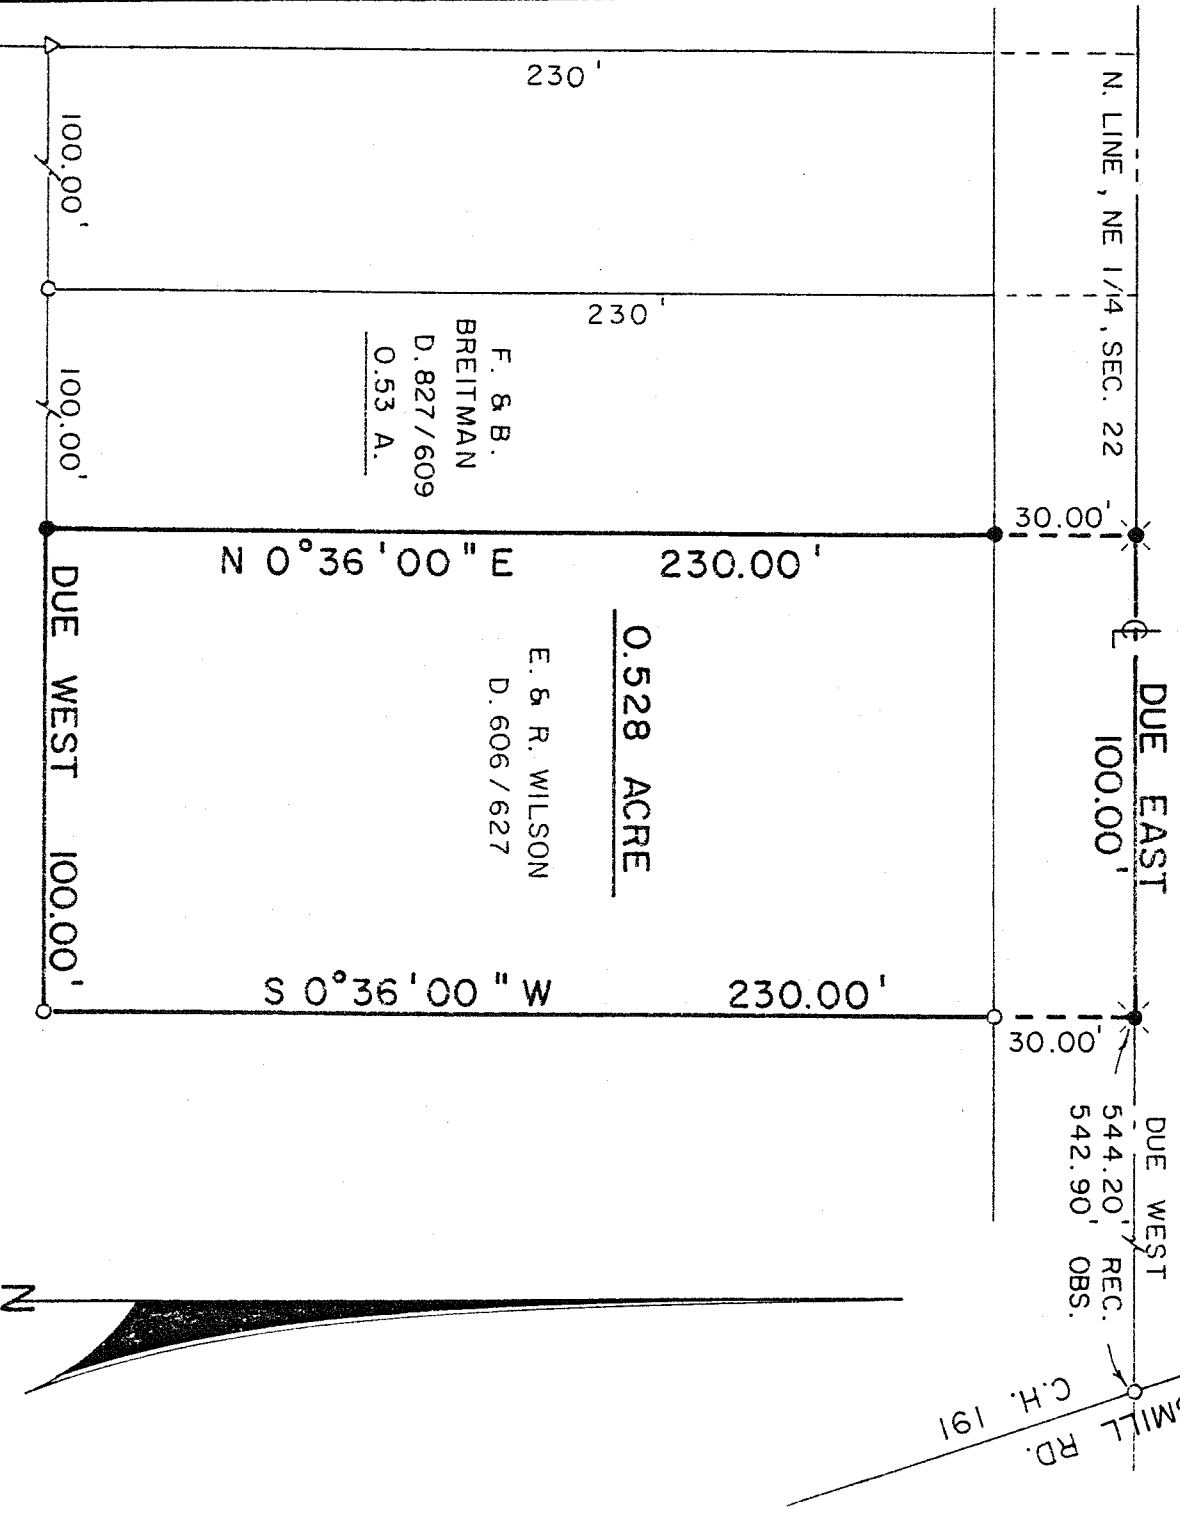 N. LINE, NE 1/4, SEC. 22
DUE EAST
100.00'
DUE WEST
544.20' REC.
542.90' OBS.
30.00'
30.00'
230'
230'
F. & B.
BREITMAN
D. 827/609
0.53 A.
N 0°36'00" E 230.00'
0.528 ACRE
E. & R. WILSON
D. 606/627
S 0°36'00" W 230.00'
100.00'
100.00'
DUE WEST 100.00'
C.H. 191
MILL RD.
N